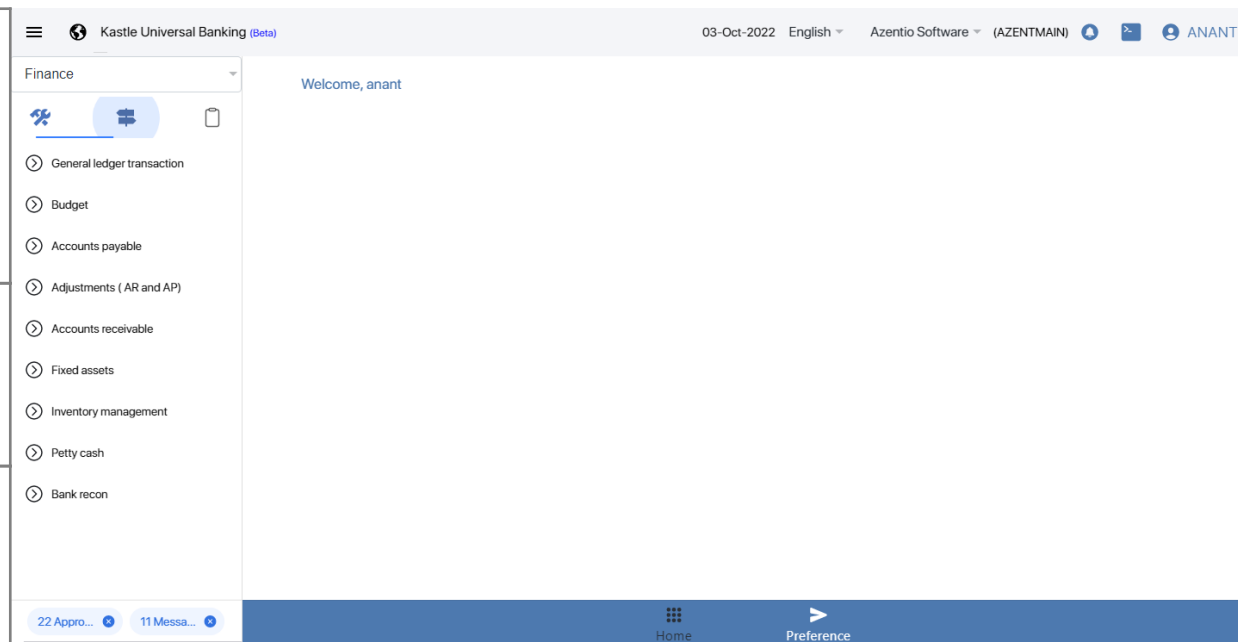 Kastle Universal Banking (Beta)
03-Oct-2022 English Azentio Software (AZENTMAIN) ANANT
Finance
Welcome, anant
General ledger transaction
Budget
Accounts payable
Adjustments ( AR and AP)
Accounts receivable
Fixed assets
Inventory management
Petty cash
Bank recon
22 Appro... 11 Messa...
Home Preference